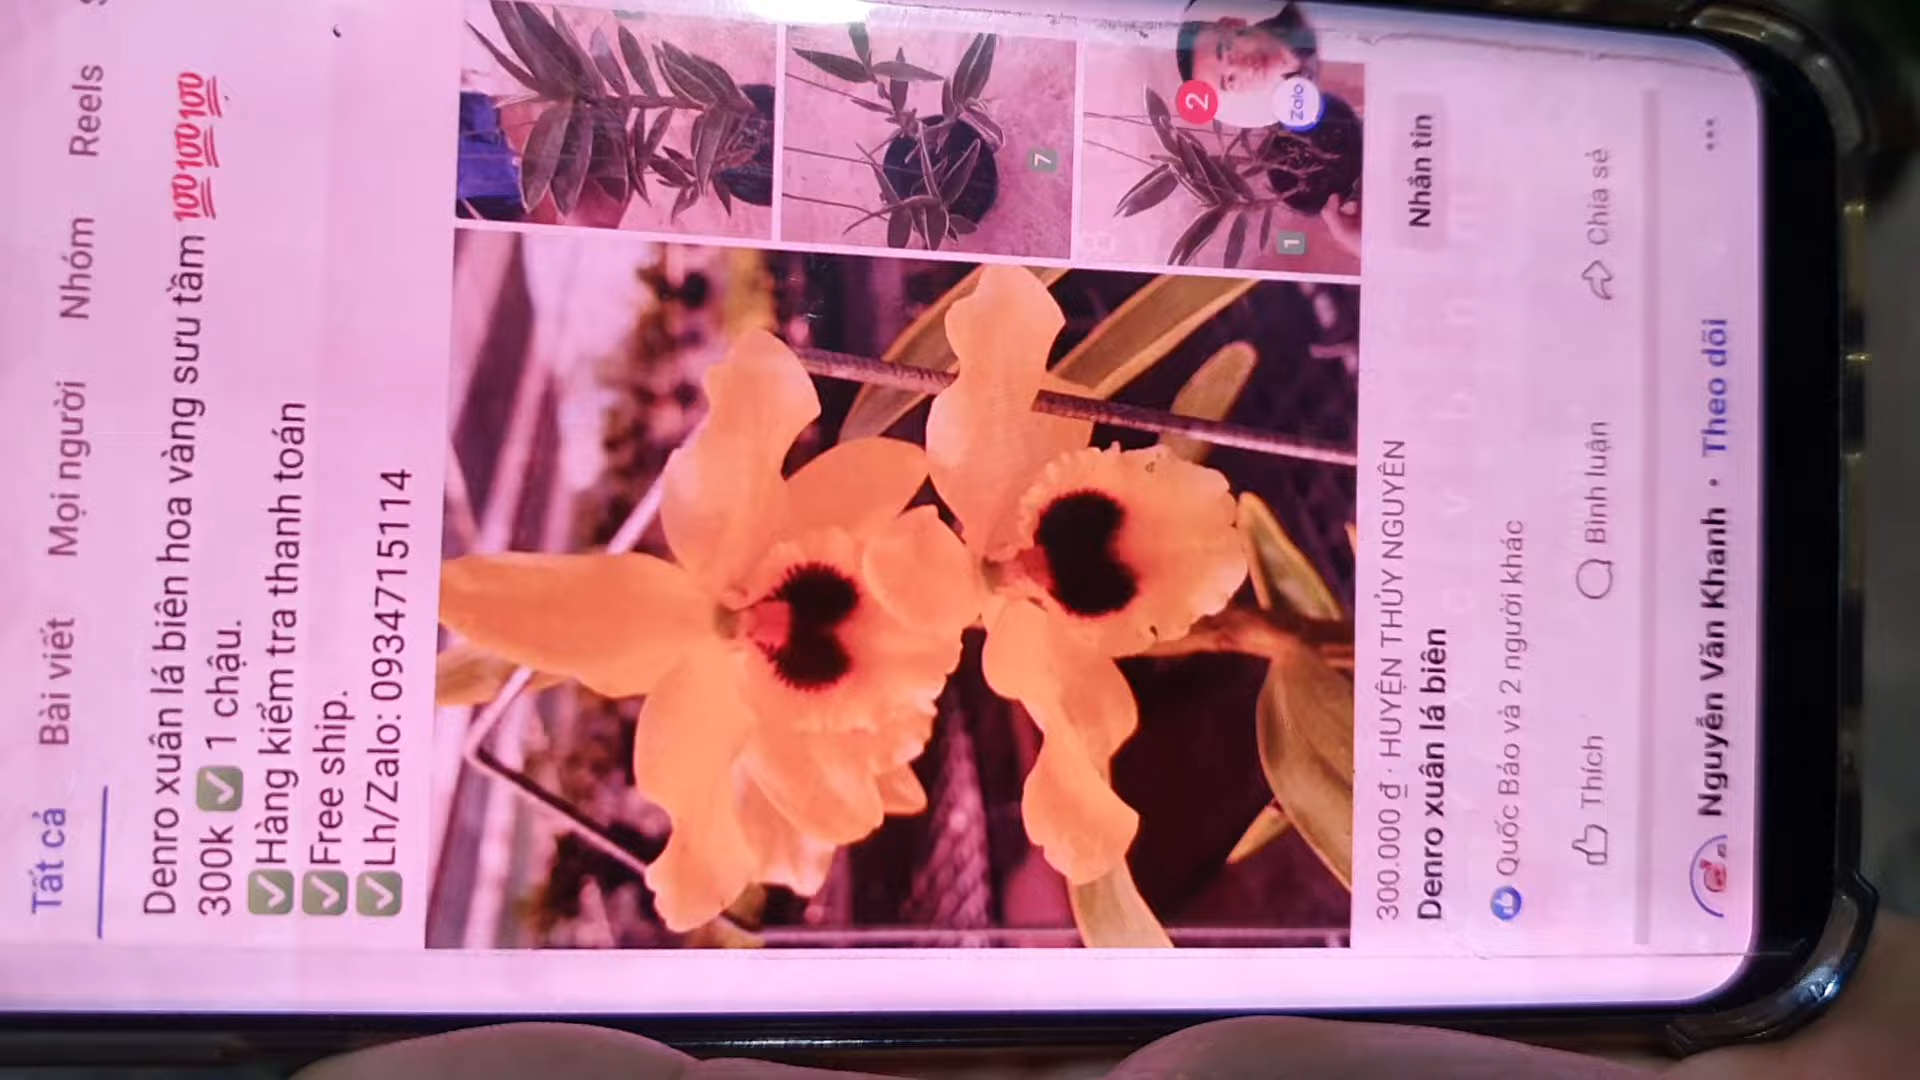 Tất cả Bài viết Mọi người Nhóm Reels
Denro xuân lá biên hoa vàng sưu tầm 💯💯💯
300k ✅ 1 chậu.
✅Hàng kiểm tra thanh toán
✅Free ship.
✅Lh/Zalo: 0934715114
7
1
2
Zalo
300.000 đ · HUYỆN THỦY NGUYÊN
Denro xuân lá biên
Nhắn tin
Quốc Bảo và 2 người khác
Thích Bình luận Chia sẻ
Nguyễn Văn Khanh · Theo dõi